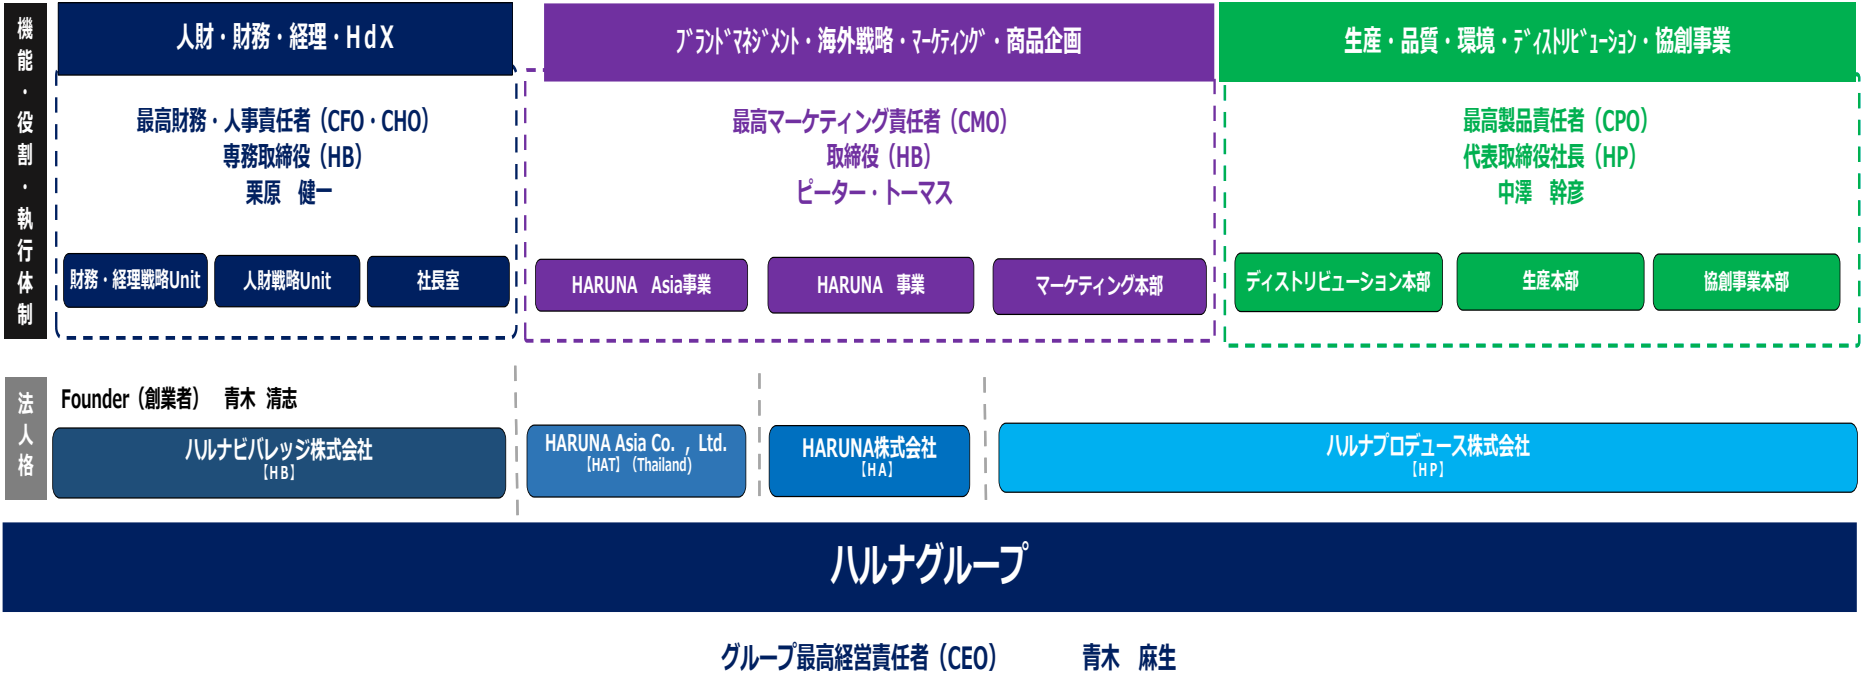 機能・役割・執行体制
人財・財務・経理・HdX
最高財務・人事責任者（CFO・CHO）
専務取締役（HB）
栗原　健一
財務・経理戦略Unit
人財戦略Unit
社長室
ﾌﾞﾗﾝﾄﾞﾏﾈｼﾞﾒﾝﾄ・海外戦略・ﾏｰｹﾃｨﾝｸﾞ・商品企画
最高マーケティング責任者（CMO）
取締役（HB）
ピーター・トーマス
HARUNA　Asia事業
HARUNA　事業
マーケティング本部
生産・品質・環境・ﾃﾞｨｽﾄﾘﾋﾞｭｰｼｮﾝ・協創事業
最高製品責任者（CPO）
代表取締役社長（HP）
中澤　幹彦
ディストリビューション本部
生産本部
協創事業本部
法人格
Founder（創業者）　青木 清志
ハルナビバレッジ株式会社
【HB】
HARUNA Asia Co. , Ltd.
【HAT】（Thailand）
HARUNA株式会社
【HA】
ハルナプロデュース株式会社
【HP】
ハルナグループ
グループ最高経営責任者（CEO）　　青木　麻生